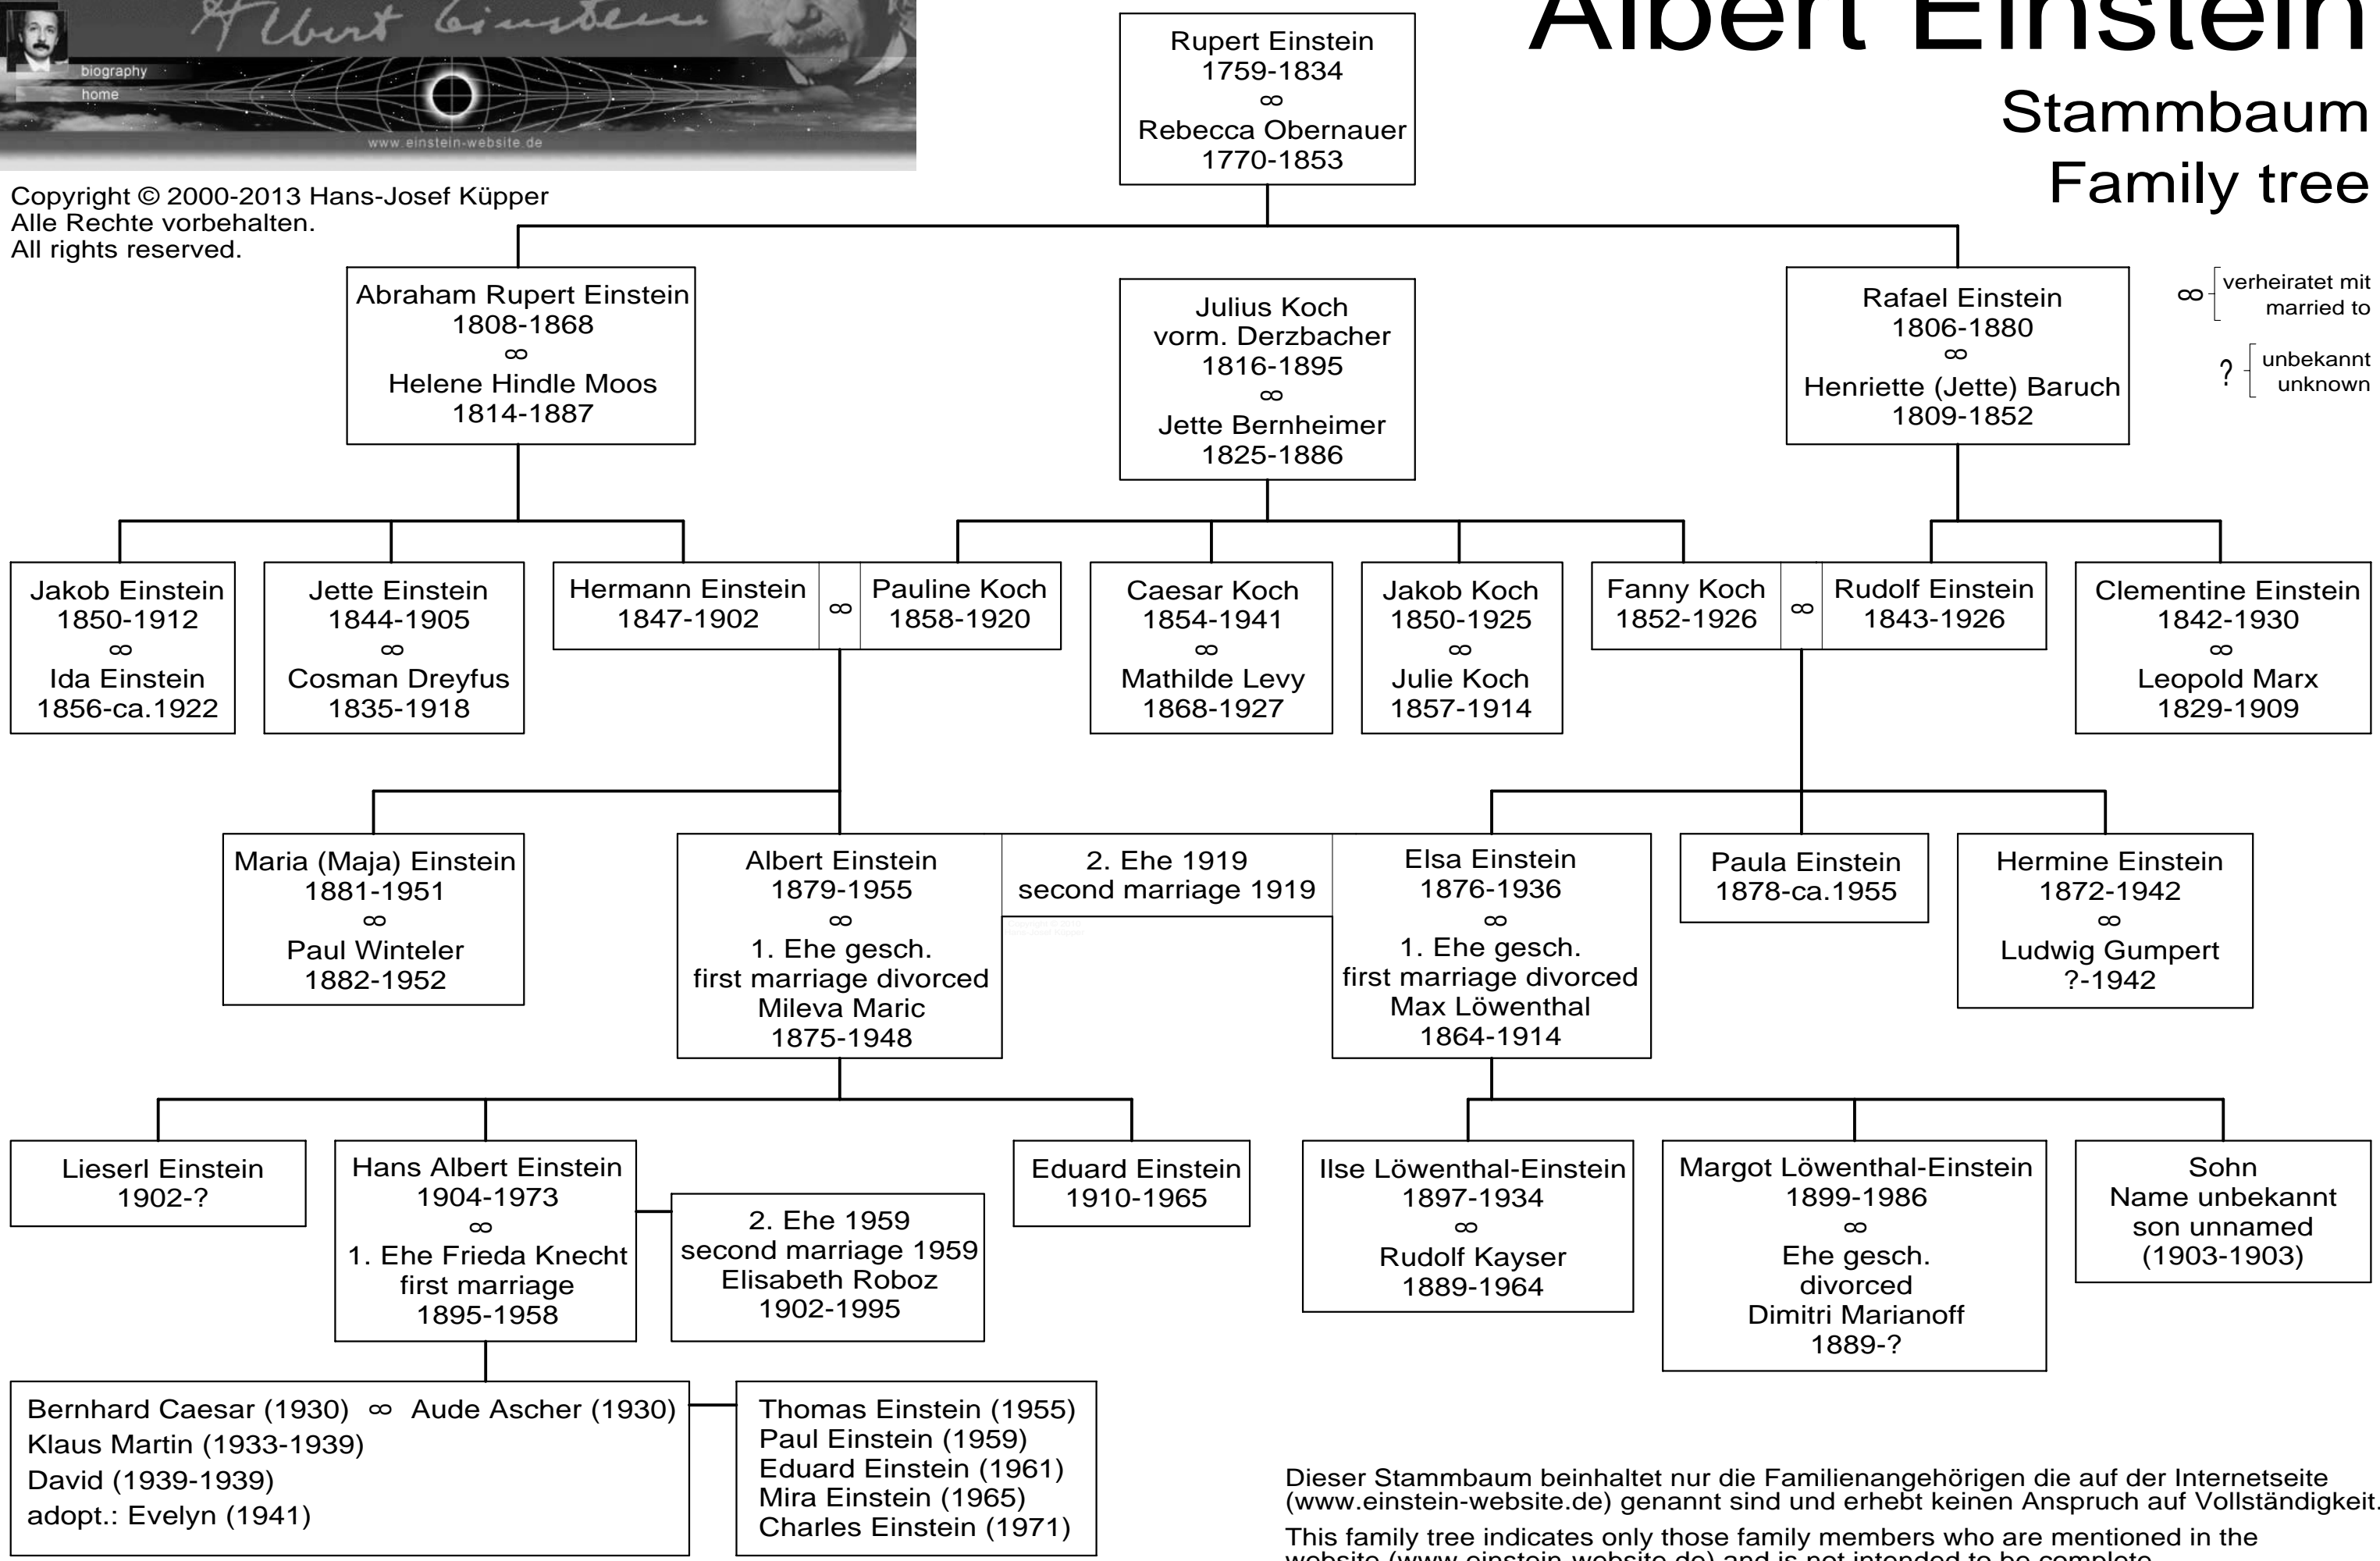 Albert Einstein
biography
home
www.einstein-website.de
Copyright © 2000-2013 Hans-Josef Küpper
Alle Rechte vorbehalten.
All rights reserved.
Albert Einstein
Stammbaum
Family tree
∞
verheiratet mit
married to
?
unbekannt
unknown
Rupert Einstein
1759-1834
∞
Rebecca Obernauer
1770-1853
Abraham Rupert Einstein
1808-1868
∞
Helene Hindle Moos
1814-1887
Julius Koch
vorm. Derzbacher
1816-1895
∞
Jette Bernheimer
1825-1886
Rafael Einstein
1806-1880
∞
Henriette (Jette) Baruch
1809-1852
Jakob Einstein
1850-1912
∞
Ida Einstein
1856-ca.1922
Jette Einstein
1844-1905
∞
Cosman Dreyfus
1835-1918
Hermann Einstein
1847-1902
∞
Pauline Koch
1858-1920
Caesar Koch
1854-1941
∞
Mathilde Levy
1868-1927
Jakob Koch
1850-1925
∞
Julie Koch
1857-1914
Fanny Koch
1852-1926
∞
Rudolf Einstein
1843-1926
Clementine Einstein
1842-1930
∞
Leopold Marx
1829-1909
Maria (Maja) Einstein
1881-1951
∞
Paul Winteler
1882-1952
Albert Einstein
1879-1955
∞
1. Ehe gesch.
first marriage divorced
Mileva Maric
1875-1948
2. Ehe 1919
second marriage 1919
Elsa Einstein
1876-1936
∞
1. Ehe gesch.
first marriage divorced
Max Löwenthal
1864-1914
Paula Einstein
1878-ca.1955
Hermine Einstein
1872-1942
∞
Ludwig Gumpert
?-1942
Lieserl Einstein
1902-?
Hans Albert Einstein
1904-1973
∞
1. Ehe Frieda Knecht
first marriage
1895-1958
2. Ehe 1959
second marriage 1959
Elisabeth Roboz
1902-1995
Eduard Einstein
1910-1965
Ilse Löwenthal-Einstein
1897-1934
∞
Rudolf Kayser
1889-1964
Margot Löwenthal-Einstein
1899-1986
∞
Ehe gesch.
divorced
Dimitri Marianoff
1889-?
Sohn
Name unbekannt
son unnamed
(1903-1903)
Bernhard Caesar (1930) ∞ Aude Ascher (1930)
Klaus Martin (1933-1939)
David (1939-1939)
adopt.: Evelyn (1941)
Thomas Einstein (1955)
Paul Einstein (1959)
Eduard Einstein (1961)
Mira Einstein (1965)
Charles Einstein (1971)
Dieser Stammbaum beinhaltet nur die Familienangehörigen die auf der Internetseite
(www.einstein-website.de) genannt sind und erhebt keinen Anspruch auf Vollständigkeit.
This family tree indicates only those family members who are mentioned in the
website (www.einstein-website.de) and is not intended to be complete.